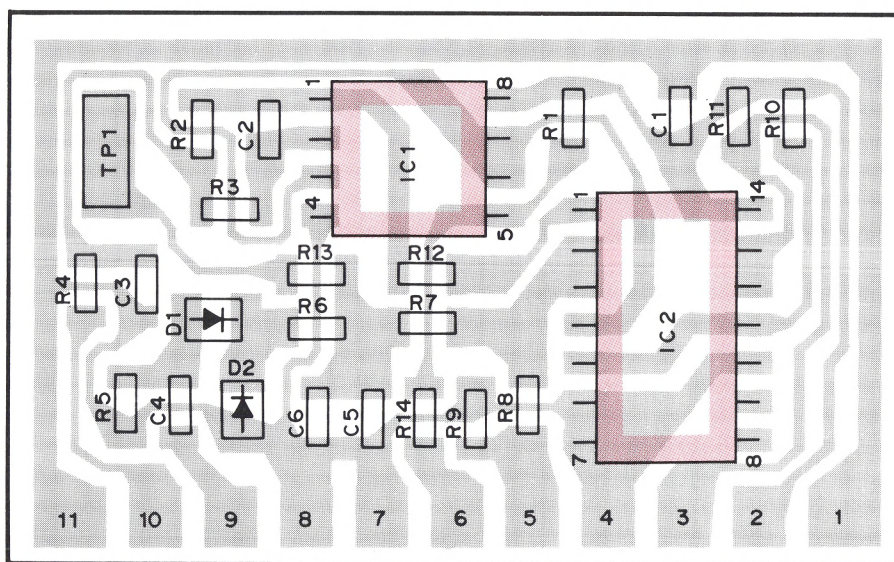 1 8
TP1 R2 C2 IC1 R1 C1 R11 R10
R3 4 5 1 14
R13 R12
R4 C3
D1 R6 R7 IC2
D2
R5 C4 C6 C5 R14 R9 R8
7 8
11 10 9 8 7 6 5 4 3 2 1